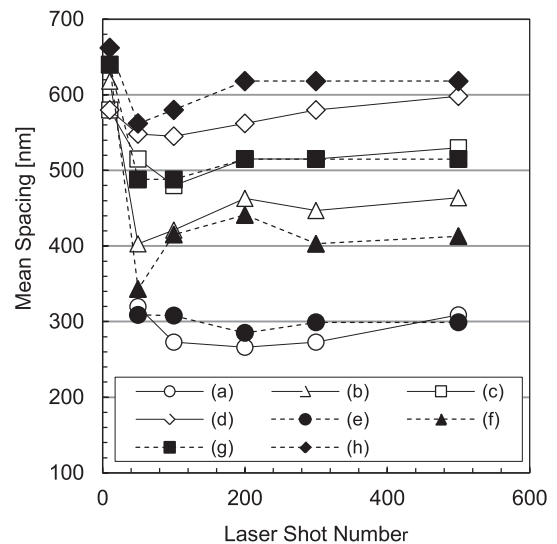 700
600
500
400
300
200
100
Mean Spacing [nm]
(a) (b) (c)
(d) (e) (f)
(g) (h)
0 200 400 600
Laser Shot Number